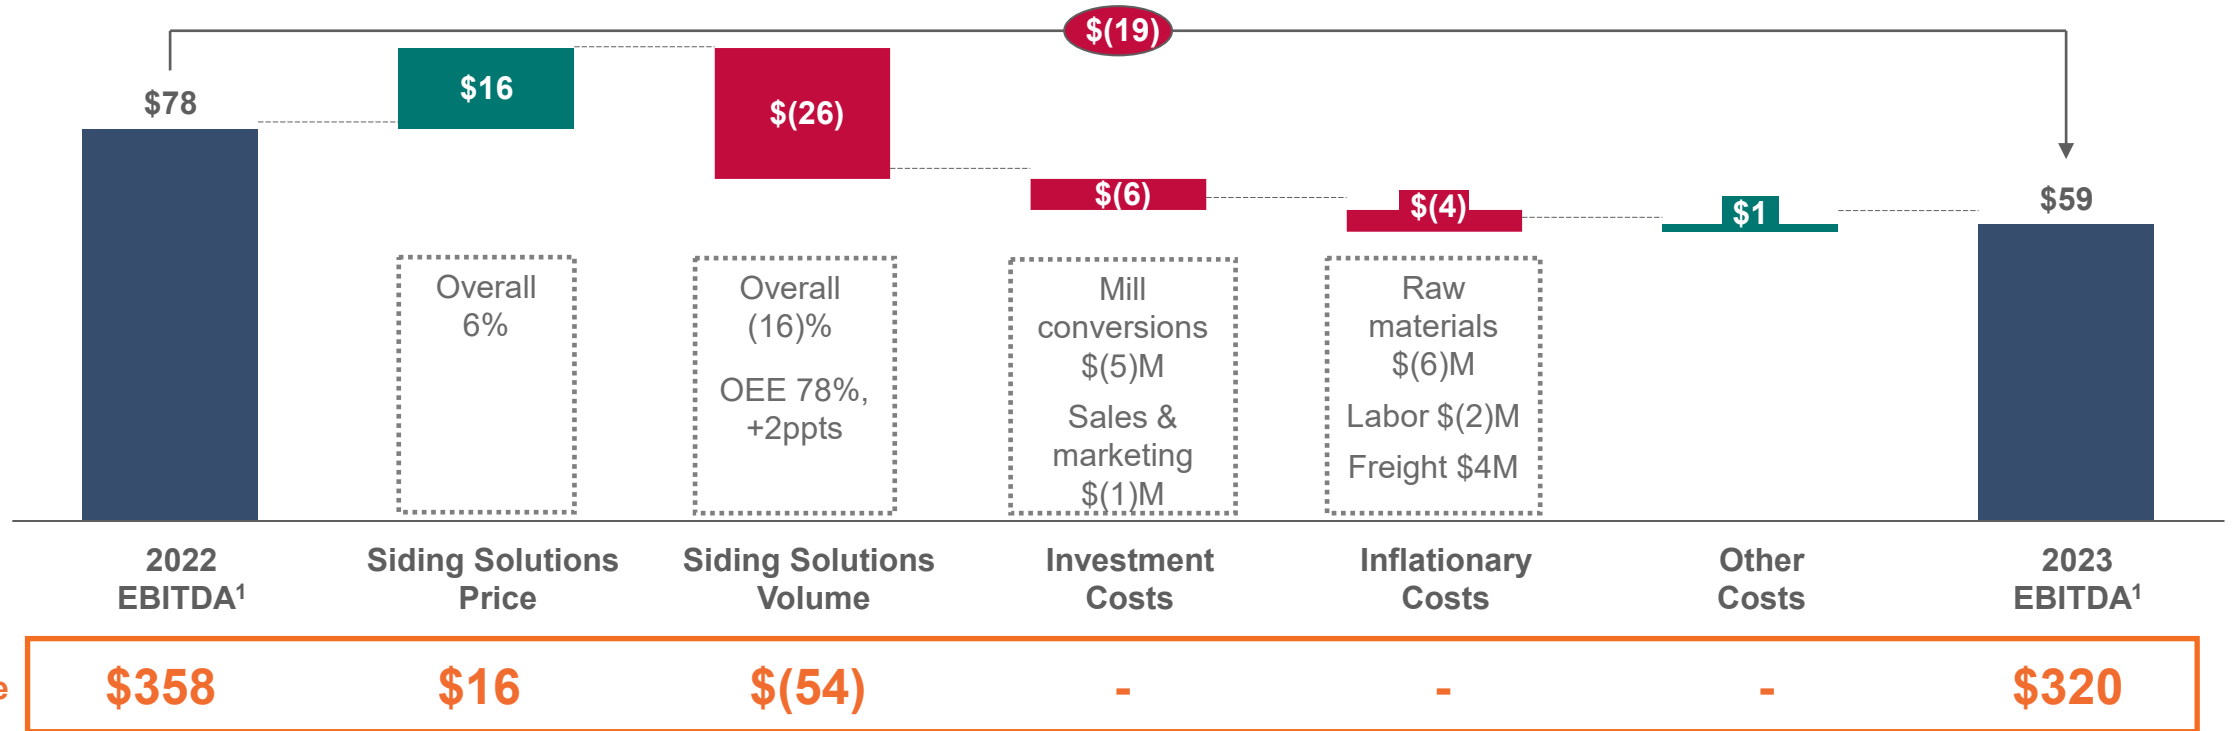 $(19)
$78
$16
$(26)
$(6)
$(4)
$1
$59
Overall
6%
Overall
(16)%
OEE 78%,
+2ppts
Mill
conversions
$(5)M
Sales &
marketing
$(1)M
Raw
materials
$(6)M
Labor $(2)M
Freight $4M
2022
EBITDA¹
Siding Solutions
Price
Siding Solutions
Volume
Investment
Costs
Inflationary
Costs
Other
Costs
2023
EBITDA¹
$358 $16 $(54) - - - $320